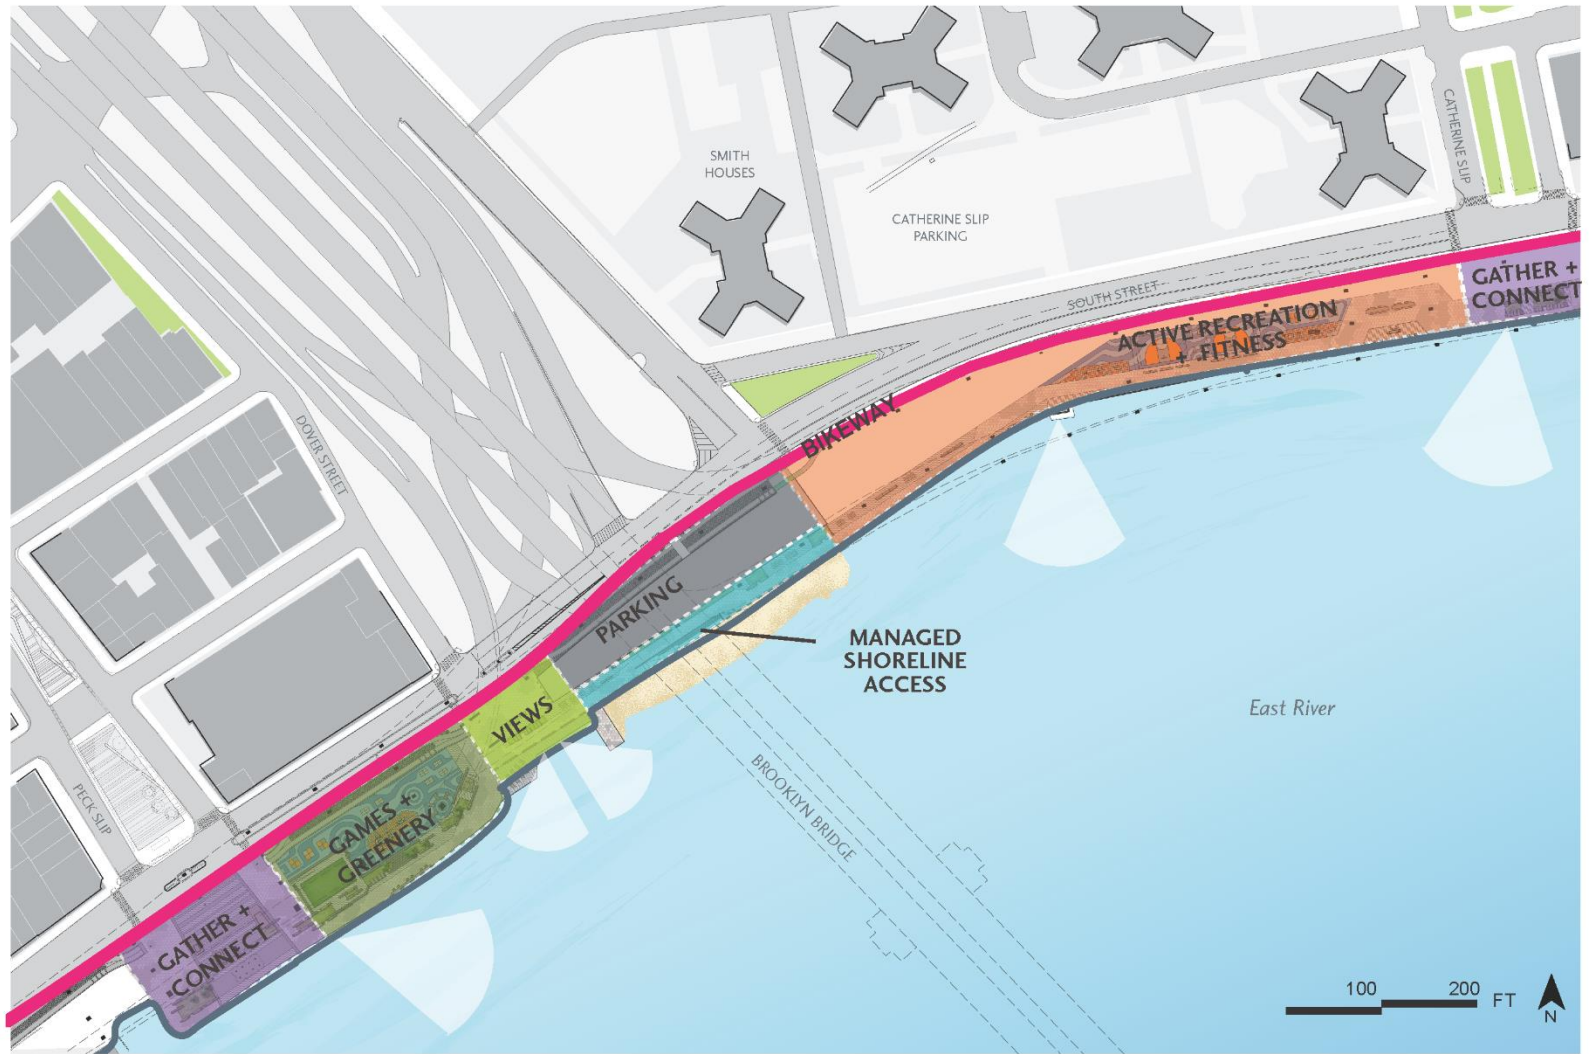 SMITH
HOUSES
CATHERINE SLIP
CATHERINE SLIP
PARKING
SOUTH STREET
GATHER +
CONNECT
ACTIVE RECREATION
+ FITNESS
BIKEWAY
DOVER STREET
PARKING
MANAGED
SHORELINE
ACCESS
VIEWS
East River
PECK SLIP
GAMES +
GREENERY
BROOKLYN BRIDGE
GATHER +
CONNECT
100 200 FT
N